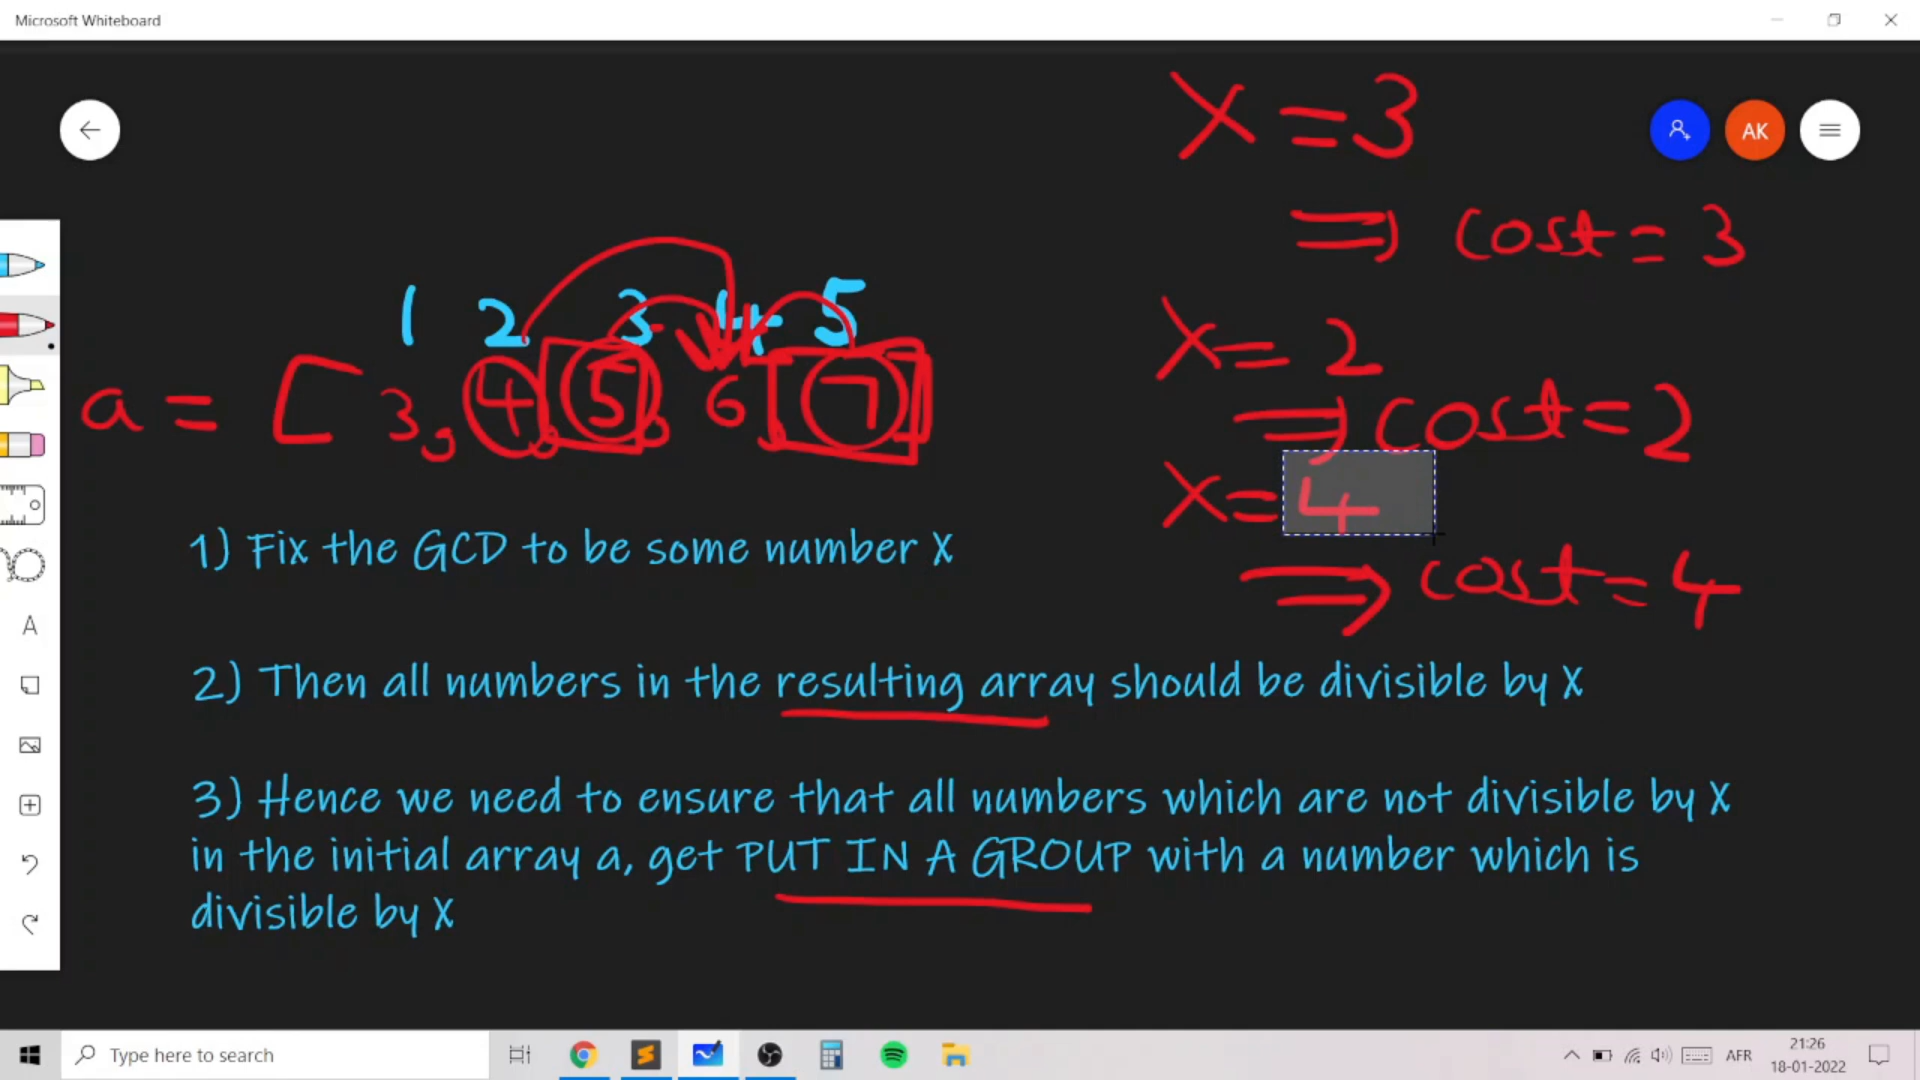 Microsoft Whiteboard
AK
X = 3
⇒ cost = 3
1 2 3 4 5
X = 2
a = [ 3, 4, 5, 6, 7 ]
⇒ cost = 2
X = 4
1) Fix the GCD to be some number X
⇒ cost = 4
A
2) Then all numbers in the resulting array should be divisible by X
3) Hence we need to ensure that all numbers which are not divisible by X
in the initial array a, get PUT IN A GROUP with a number which is
divisible by X
Type here to search
AFR
21:26
18-01-2022